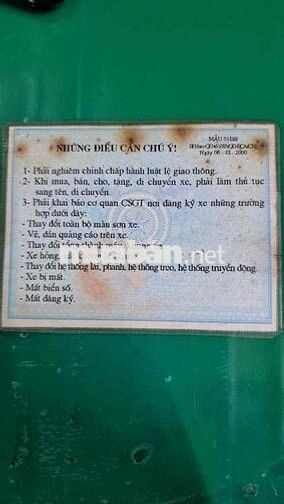 MẪU
NHỮNG ĐIỀU CẦN CHÚ Ý!
Ngày 06 - 12 - 2000
1- Phải nghiêm chỉnh chấp hành luật lệ giao thông.
2- Khi mua, bán, cho, tặng, di chuyển xe, phải làm thủ tục
sang tên, di chuyển.
3- Phải khai báo cơ quan CSGT nơi đăng ký xe những trường
hợp dưới đây:
- Thay đổi toàn bộ màu sơn xe.
- Vẽ, dán quảng cáo trên xe.
- Thay đổi
- Xe hỏng,
muaban.net
- Thay đổi hệ thống lái, phanh, hệ thống treo, hệ thống truyền động.
- Xe bị mất.
- Mất biển số.
- Mất đăng ký.